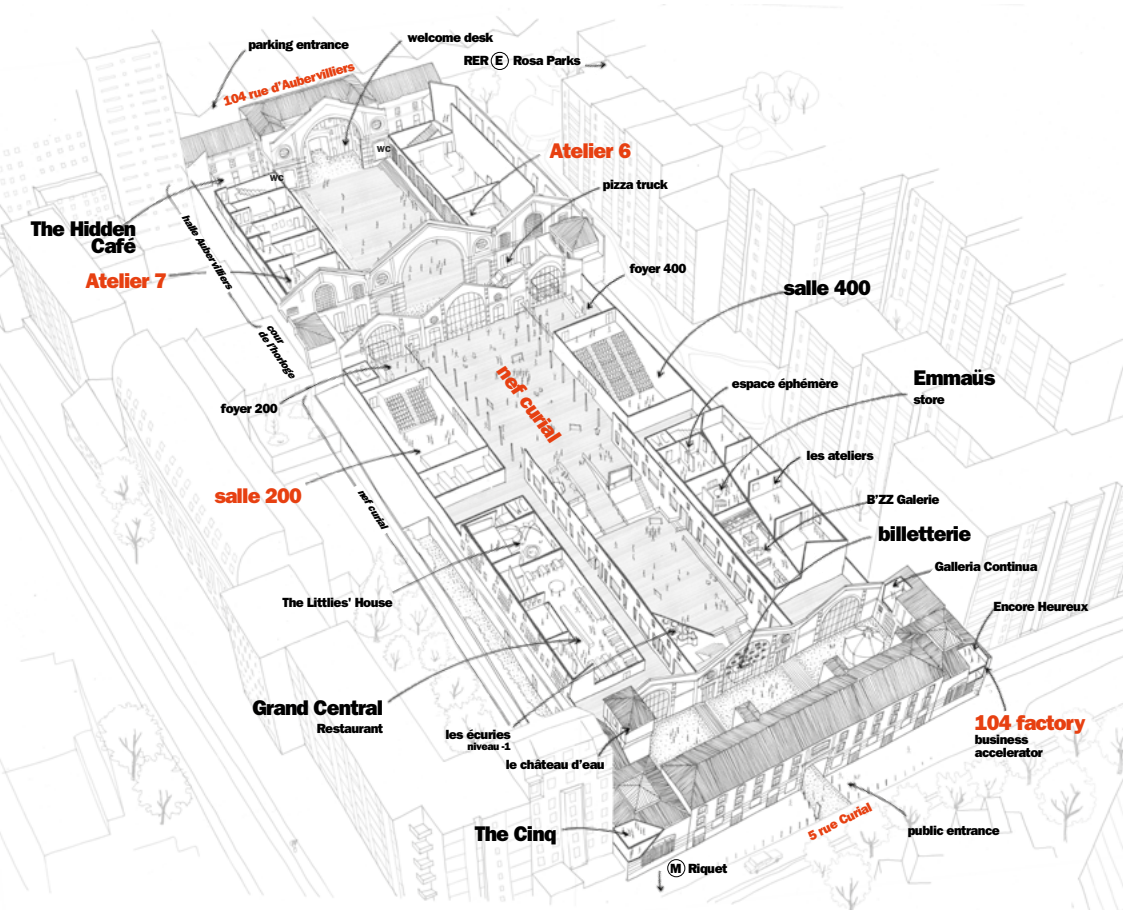 welcome desk
parking entrance
RER E Rosa Parks
104 rue d'Aubervilliers
wc
Atelier 6
wc
pizza truck
The Hidden
Café
halle Aubervilliers
Atelier 7
foyer 400
salle 400
cour
de l'horloge
nef curial
espace éphémère
Emmaüs
store
foyer 200
les ateliers
salle 200
nef curial
B'ZZ Galerie
billetterie
Galleria Continua
The Littlies' House
Encore Heureux
Grand Central
Restaurant
104 factory
business
accelerator
les écuries
niveau -1
le château d'eau
The Cinq
5 rue Curial
public entrance
M Riquet